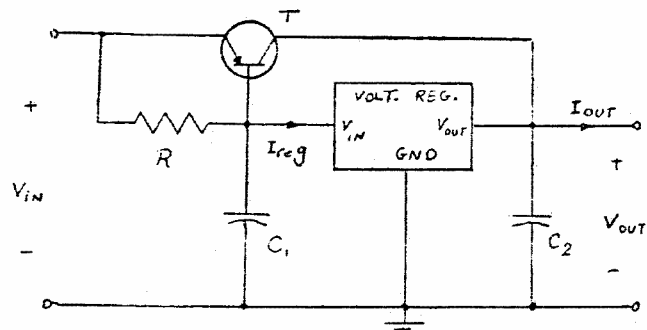 T
VOLT. REG.
I_OUT
+
V_IN
V_OUT
I_reg
GND
R
+
V_IN
C_1
C_2
V_OUT
-
-